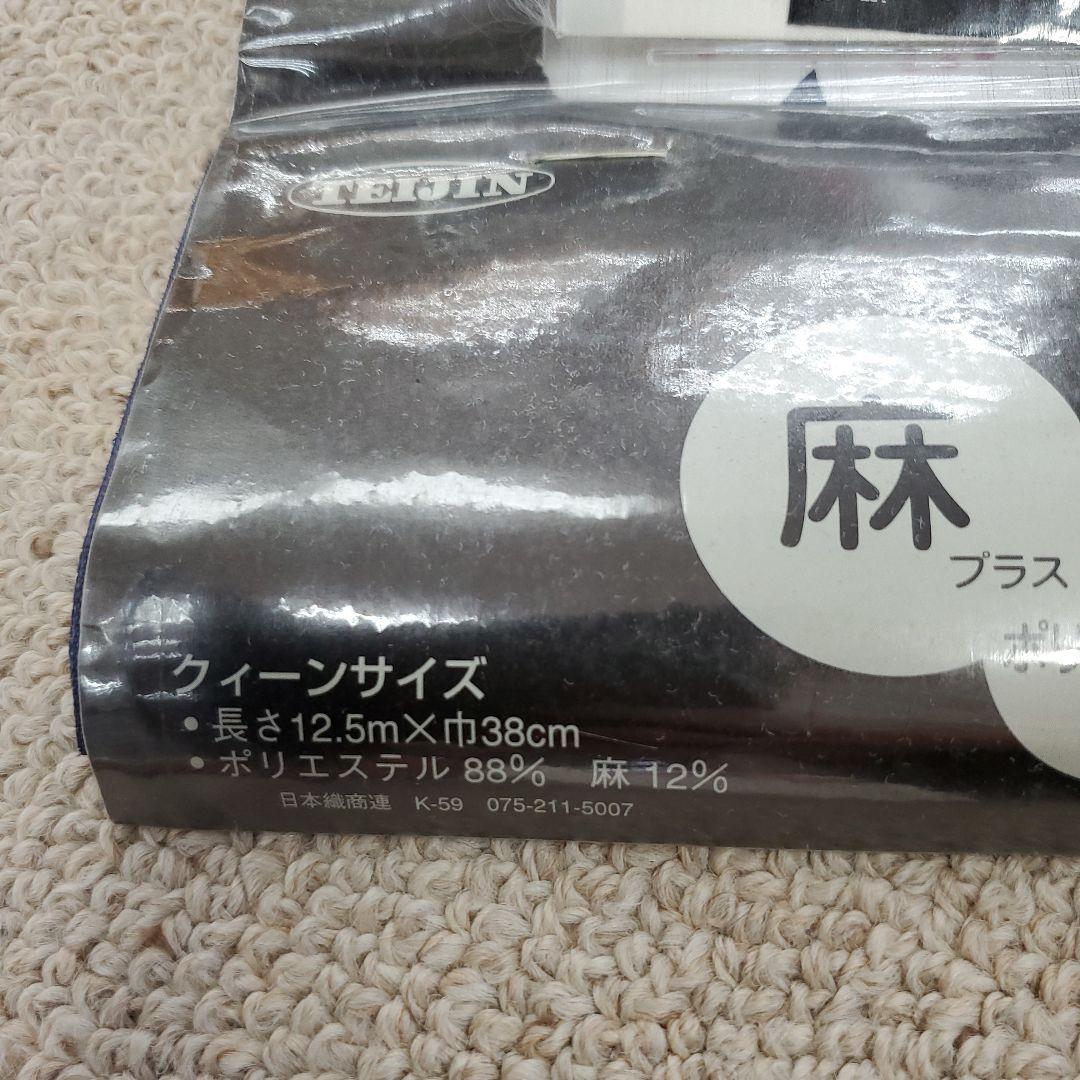 TEIJIN
麻
プラス
ポリ
クィーンサイズ
・長さ12.5m×巾38cm
・ポリエステル 88% 麻 12%
日本織商連 K-59 075-211-5007